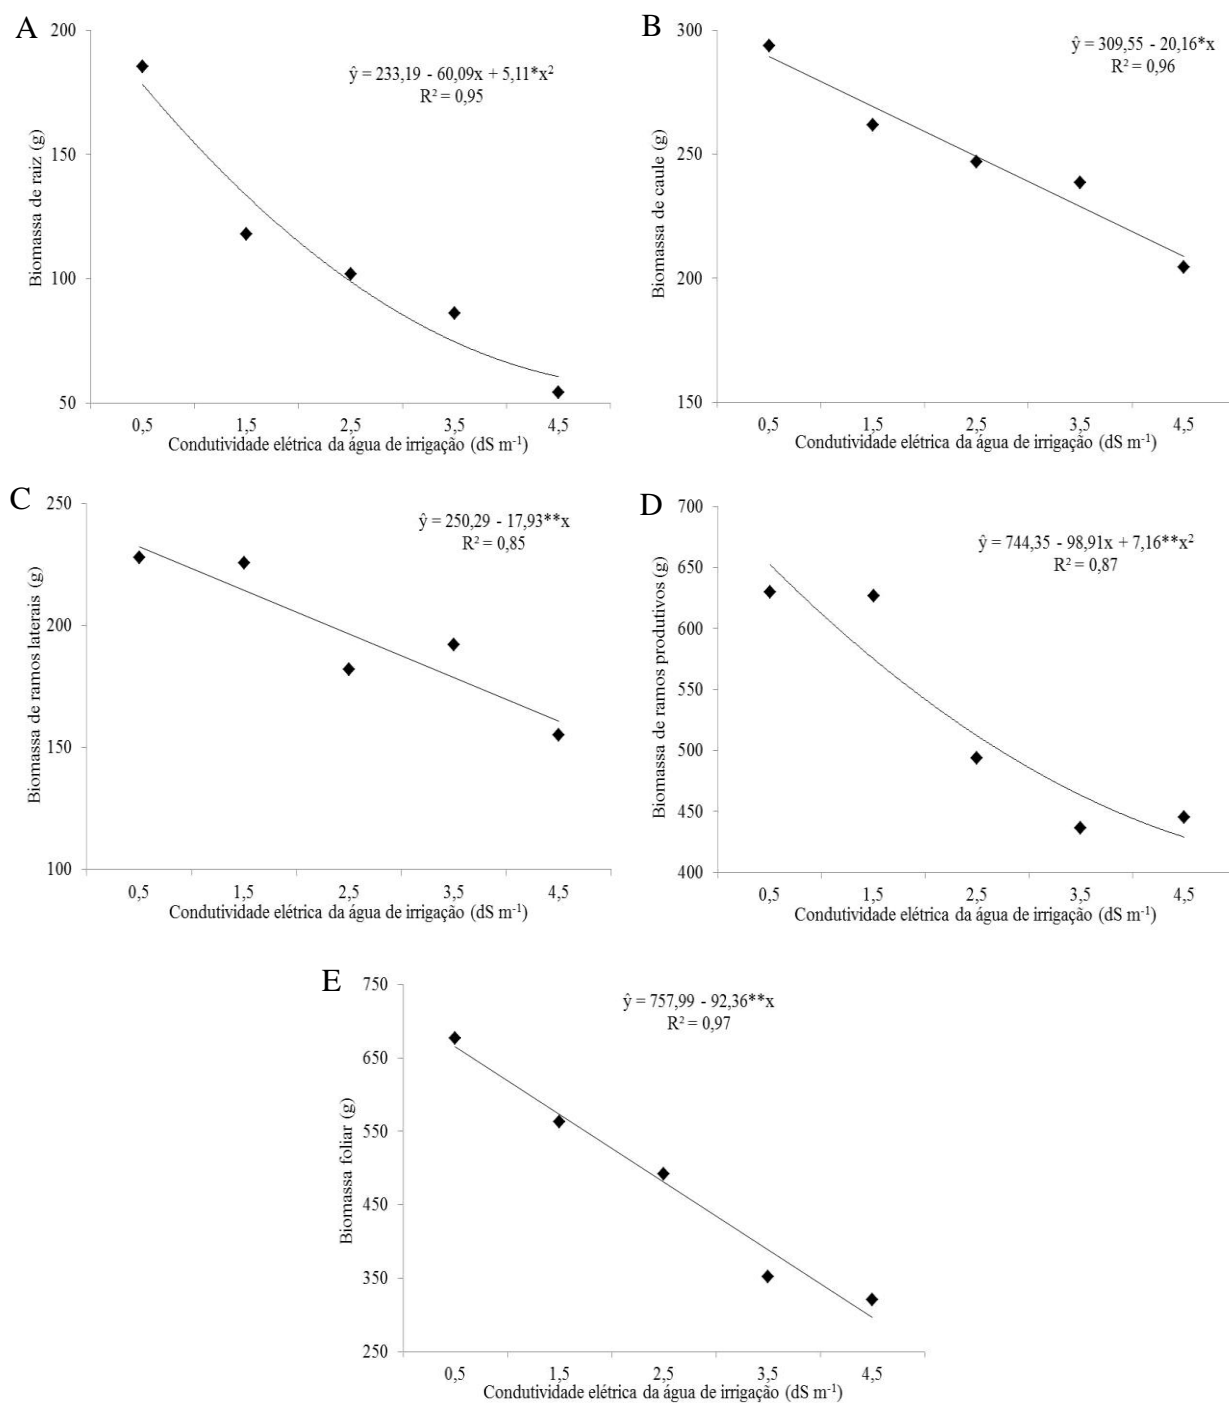 A
ŷ = 233,19 - 60,09x + 5,11*x²
R² = 0,95
Biomassa de raiz (g)
200
150
100
50
0,5 1,5 2,5 3,5 4,5
Condutividade elétrica da água de irrigação (dS m⁻¹)
B
ŷ = 309,55 - 20,16*x
R² = 0,96
Biomassa de caule (g)
300
250
200
150
0,5 1,5 2,5 3,5 4,5
Condutividade elétrica da água de irrigação (dS m⁻¹)
C
ŷ = 250,29 - 17,93**x
R² = 0,85
Biomassa de ramos laterais (g)
250
200
150
100
0,5 1,5 2,5 3,5 4,5
Condutividade elétrica da água de irrigação (dS m⁻¹)
D
ŷ = 744,35 - 98,91x + 7,16**x²
R² = 0,87
Biomassa de ramos produtivos (g)
700
650
600
550
500
450
400
0,5 1,5 2,5 3,5 4,5
Condutividade elétrica da água de irrigação (dS m⁻¹)
E
ŷ = 757,99 - 92,36**x
R² = 0,97
Biomassa foliar (g)
750
650
550
450
350
250
0,5 1,5 2,5 3,5 4,5
Condutividade elétrica da água de irrigação (dS m⁻¹)